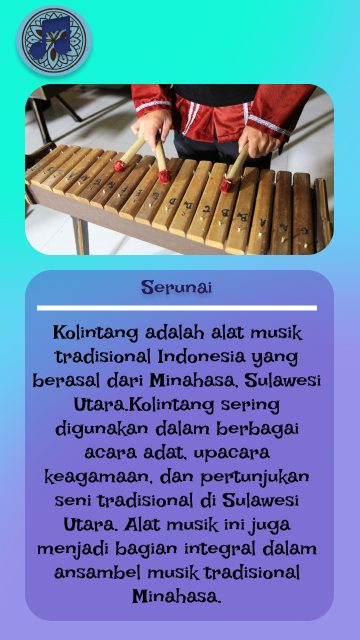 Serunai
Kolintang adalah alat musik
tradisional Indonesia yang
berasal dari Minahasa, Sulawesi
Utara.Kolintang sering
digunakan dalam berbagai
acara adat, upacara
keagamaan, dan pertunjukan
seni tradisional di Sulawesi
Utara. Alat musik ini juga
menjadi bagian integral dalam
ansambel musik tradisional
Minahasa.